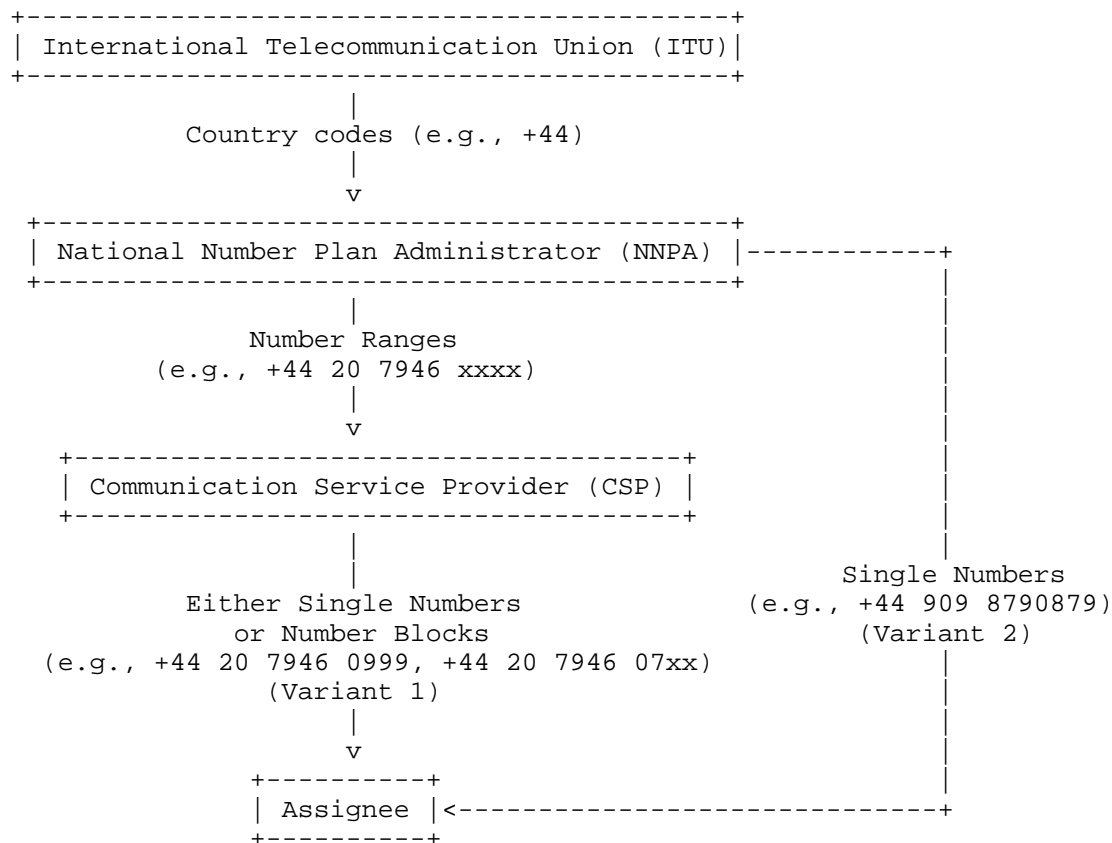 International Telecommunication Union (ITU)
Country codes (e.g., +44)
National Number Plan Administrator (NNPA)
Number Ranges
(e.g., +44 20 7946 xxxx)
Communication Service Provider (CSP)
Either Single Numbers
or Number Blocks
(e.g., +44 20 7946 0999, +44 20 7946 07xx)
(Variant 1)
Single Numbers
(e.g., +44 909 8790879)
(Variant 2)
Assignee